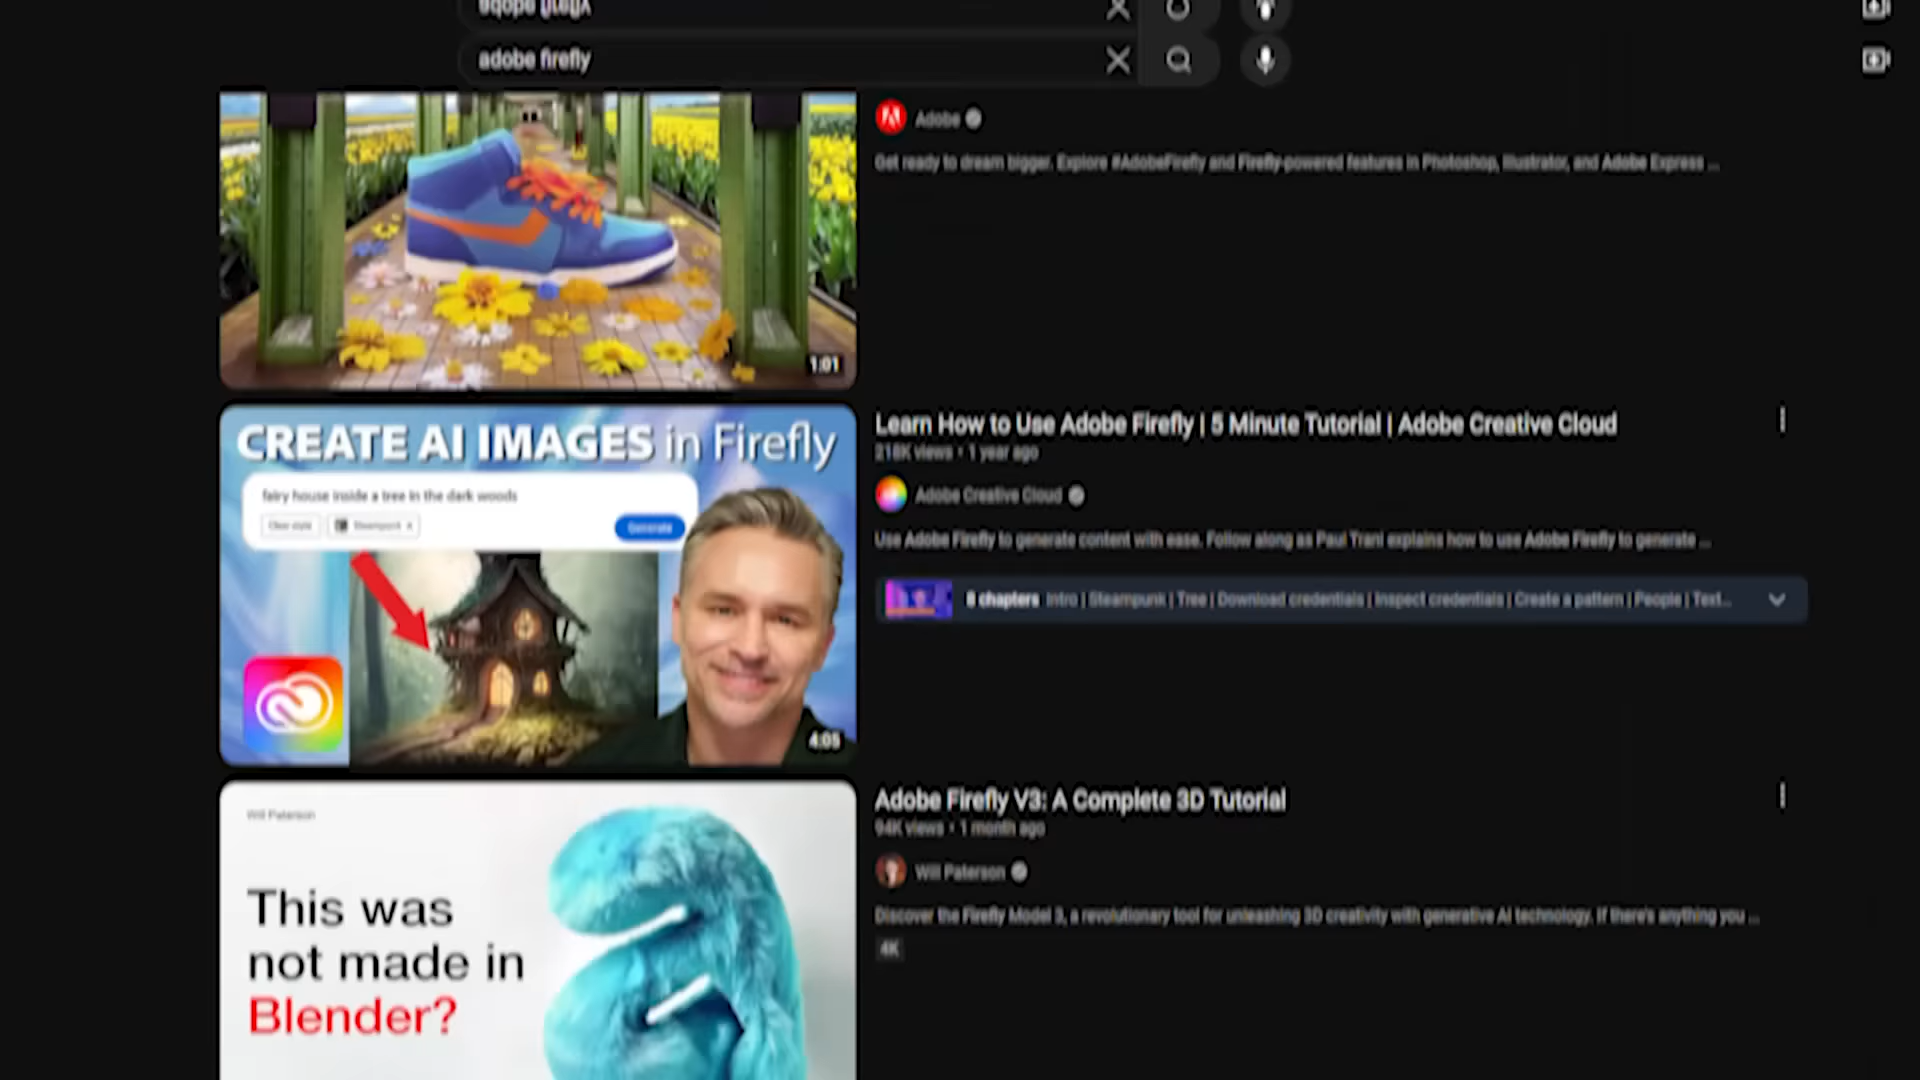 adobe firefly
adobe firefly
Adobe
Get ready to dream bigger. Explore #AdobeFirefly and Firefly-powered features in Photoshop, Illustrator, and Adobe Express ...
1:01
CREATE AI IMAGES in Firefly
fairy house inside a tree in the dark woods
Clear style
Steampunk
Generate
4:05
Learn How to Use Adobe Firefly | 5 Minute Tutorial | Adobe Creative Cloud
218K views • 1 year ago
Adobe Creative Cloud
Use Adobe Firefly to generate content with ease. Follow along as Paul Trani explains how to use Adobe Firefly to generate ...
8 chapters Intro | Steampunk | Tree | Download credentials | Inspect credentials | Create a pattern | People | Text...
Will Paterson
This was
not made in
Blender?
Adobe Firefly V3: A Complete 3D Tutorial
94K views • 1 month ago
Will Paterson
Discover the Firefly Model 3, a revolutionary tool for unleashing 3D creativity with generative AI technology. If there's anything you ...
4K